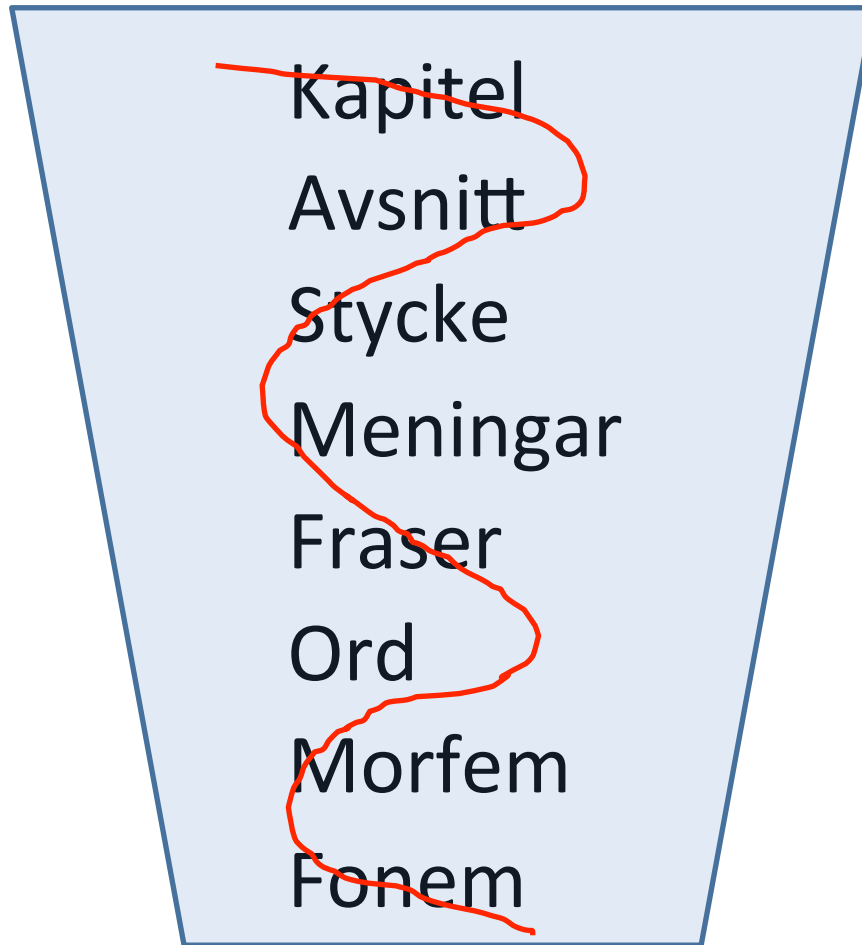 Kapitel
Avsnitt
Stycke
Meningar
Fraser
Ord
Morfem
Fonem